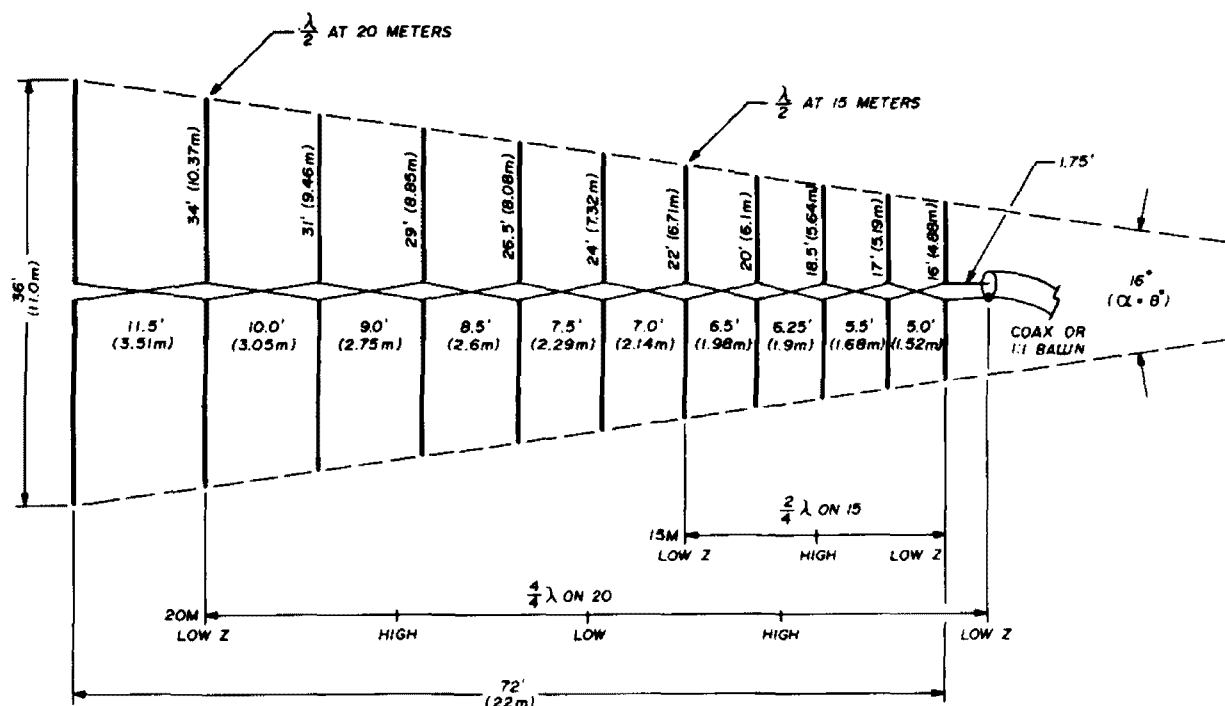 λ/2 AT 20 METERS
λ/2 AT 15 METERS
1.75'
36'
(11.0m)
34' (10.37m)
31' (9.46m)
29' (8.85m)
26.5' (8.08m)
24' (7.32m)
22' (6.71m)
20' (6.1m)
18.5' (5.64m)
17' (5.19m)
16' (4.88m)
16°
(α = 8°)
COAX OR
1:1 BALUN
11.5'
(3.51m)
10.0'
(3.05m)
9.0'
(2.75m)
8.5'
(2.6m)
7.5'
(2.29m)
7.0'
(2.14m)
6.5'
(1.98m)
6.25'
(1.9m)
5.5'
(1.68m)
5.0'
(1.52m)
2/4 λ ON 15
15M
LOW Z HIGH LOW Z
4/4 λ ON 20
20M
LOW Z HIGH LOW HIGH LOW Z
72'
(22m)